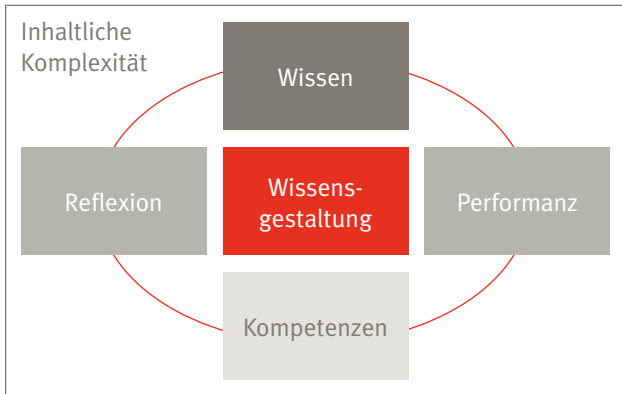 Inhaltliche
Komplexität
Wissen
Reflexion
Wissens-
gestaltung
Performanz
Kompetenzen